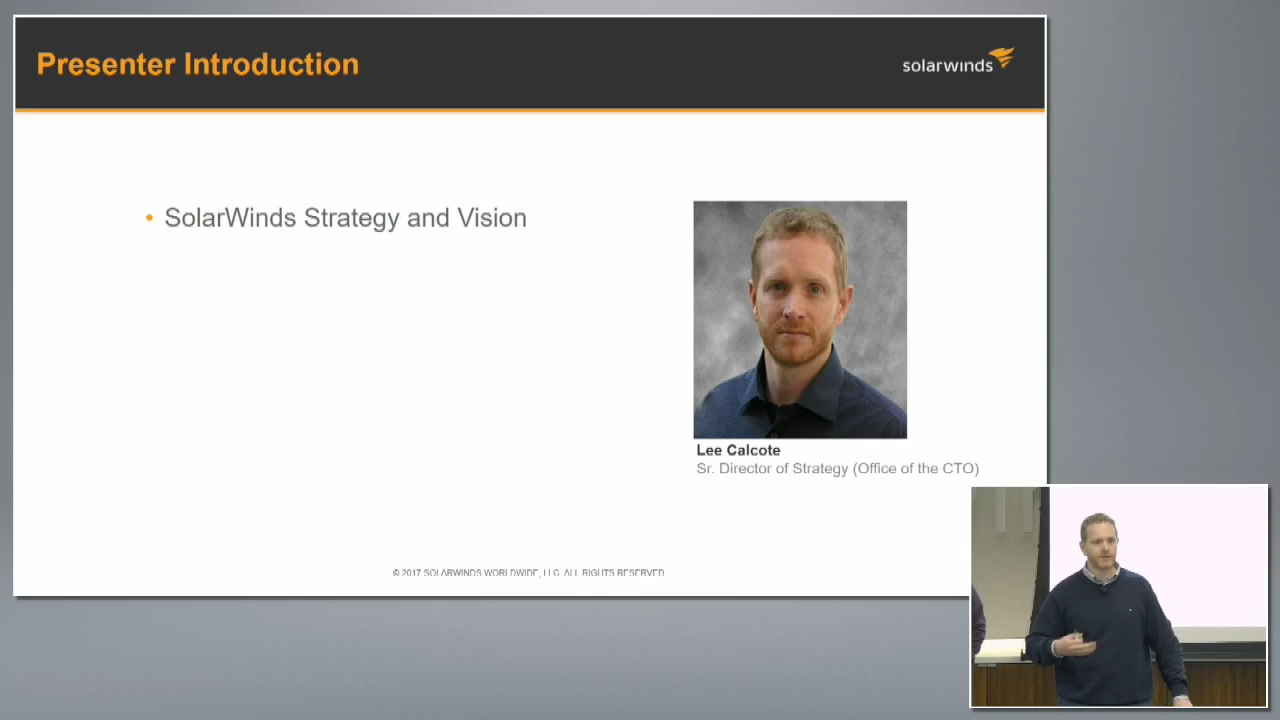 Presenter Introduction
solarwinds
• SolarWinds Strategy and Vision
Lee Calcote
Sr. Director of Strategy (Office of the CTO)
© 2017 SOLARWINDS WORLDWIDE, LLC. ALL RIGHTS RESERVED.